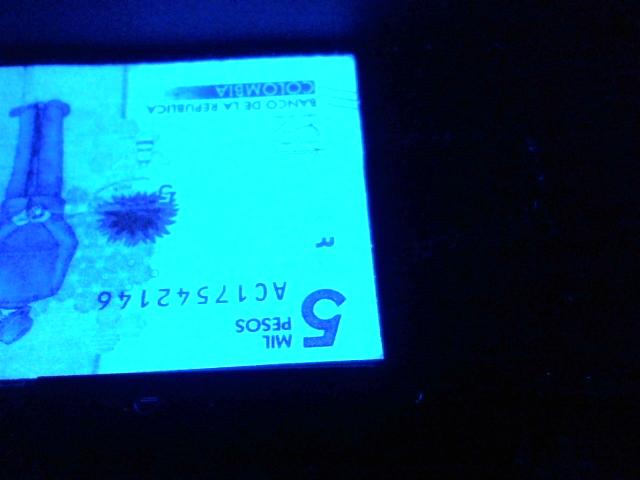 5 MIL
PESOS
AC17542146
5
BANCO DE LA REPUBLICA
COLOMBIA